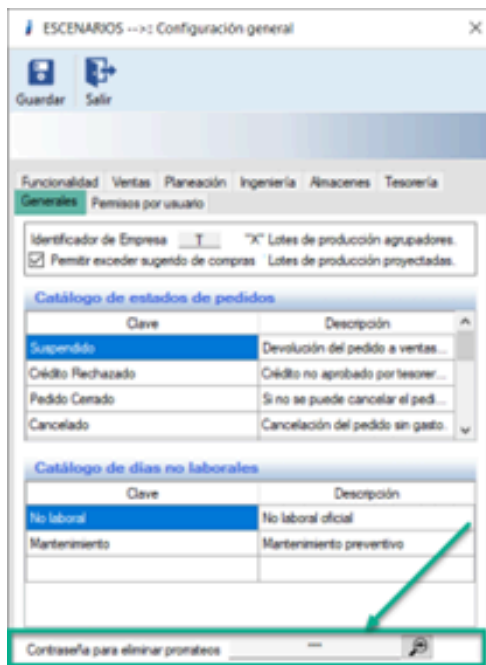 ESCENARIOS -->: Configuración general
Guardar Salir
Funcionalidad Ventas Planeación Ingeniería Almacenes Tesorería
Generales Permisos por usuario
Identificador de Empresa T "X" Lotes de producción agrupadores.
Permitir exceder sugerido de compras ' Lotes de producción proyectadas.
Catálogo de estados de pedidos
Clave Descripción
Suspendido Devolución del pedido a ventas...
Crédito Rechazado Crédito no aprobado por tesorer...
Pedido Cerrado Si no se puede cancelar el pedi...
Cancelado Cancelación del pedido sin gasto.
Catálogo de días no laborales
Clave Descripción
No laboral No laboral oficial
Mantenimiento Mantenimiento preventivo
Contraseña para eliminar prorrateos